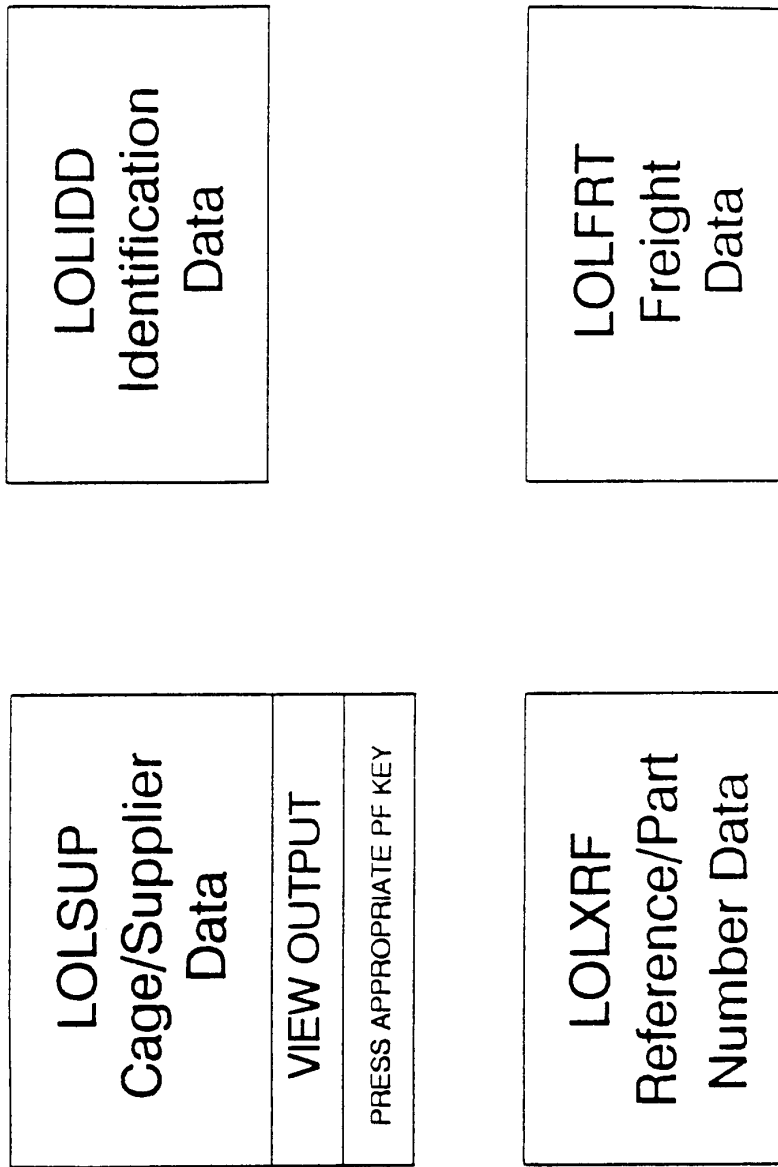 LOLSUP
Cage/Supplier
Data
VIEW OUTPUT
PRESS APPROPRIATE PF KEY
LOLIDD
Identification
Data
LOLXRF
Reference/Part
Number Data
LOLFRT
Freight
Data